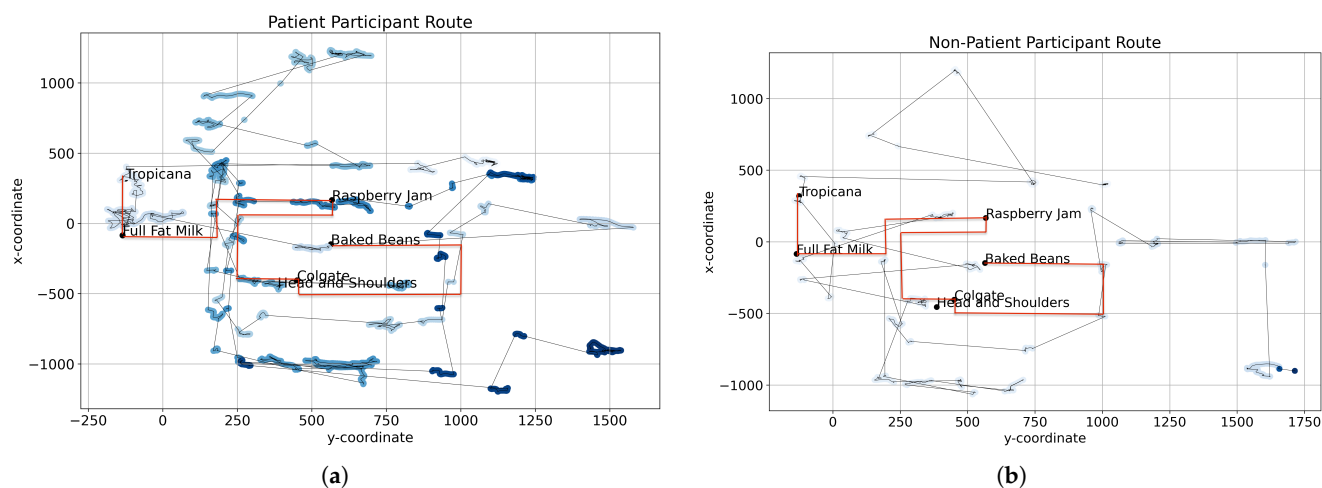 Patient Participant Route
1000
500
0
−500
−1000
x-coordinate
Tropicana
Full Fat Milk
Raspberry Jam
Baked Beans
Colgate
Head and Shoulders
−250
0
250
500
750
1000
1250
1500
y-coordinate
(a)
Non-Patient Participant Route
1000
500
0
−500
−1000
x-coordinate
Tropicana
Full Fat Milk
Raspberry Jam
Baked Beans
Colgate
Head and Shoulders
0
250
500
750
1000
1250
1500
1750
y-coordinate
(b)